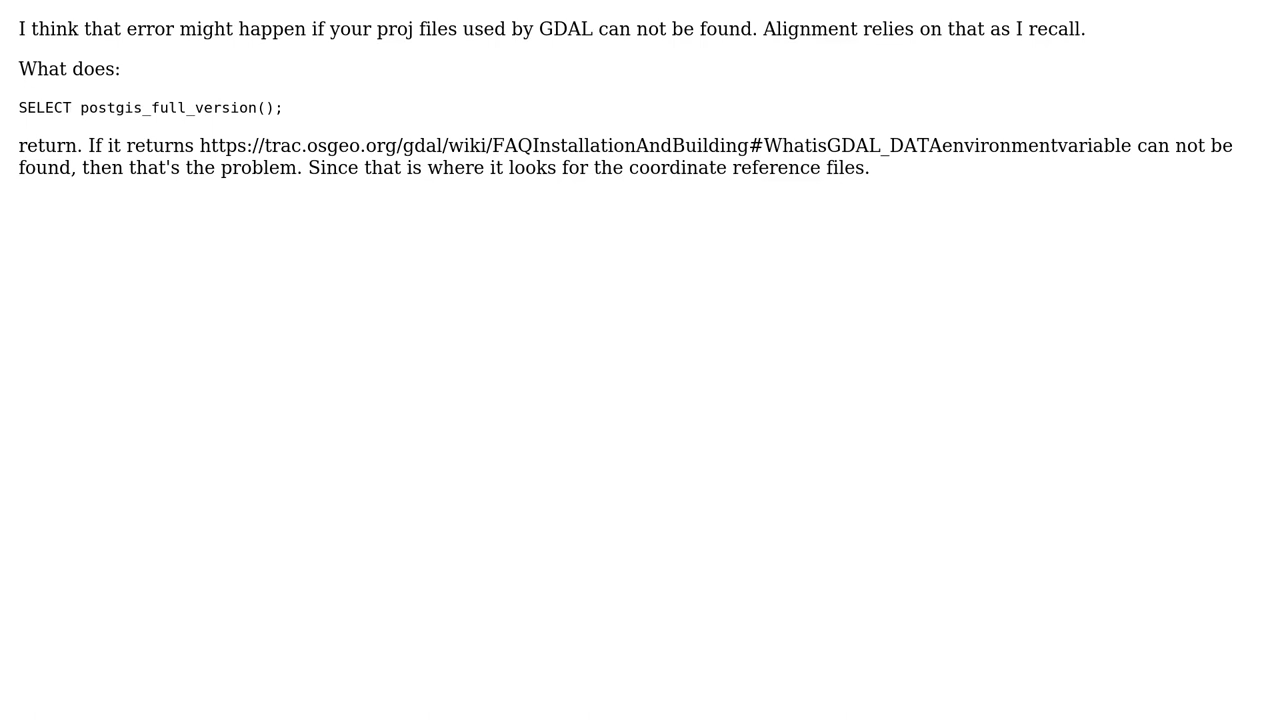 I think that error might happen if your proj files used by GDAL can not be found. Alignment relies on that as I recall.
What does:
SELECT postgis_full_version();
return. If it returns https://trac.osgeo.org/gdal/wiki/FAQInstallationAndBuilding#WhatisGDAL_DATAenvironmentvariable can not be
found, then that's the problem. Since that is where it looks for the coordinate reference files.